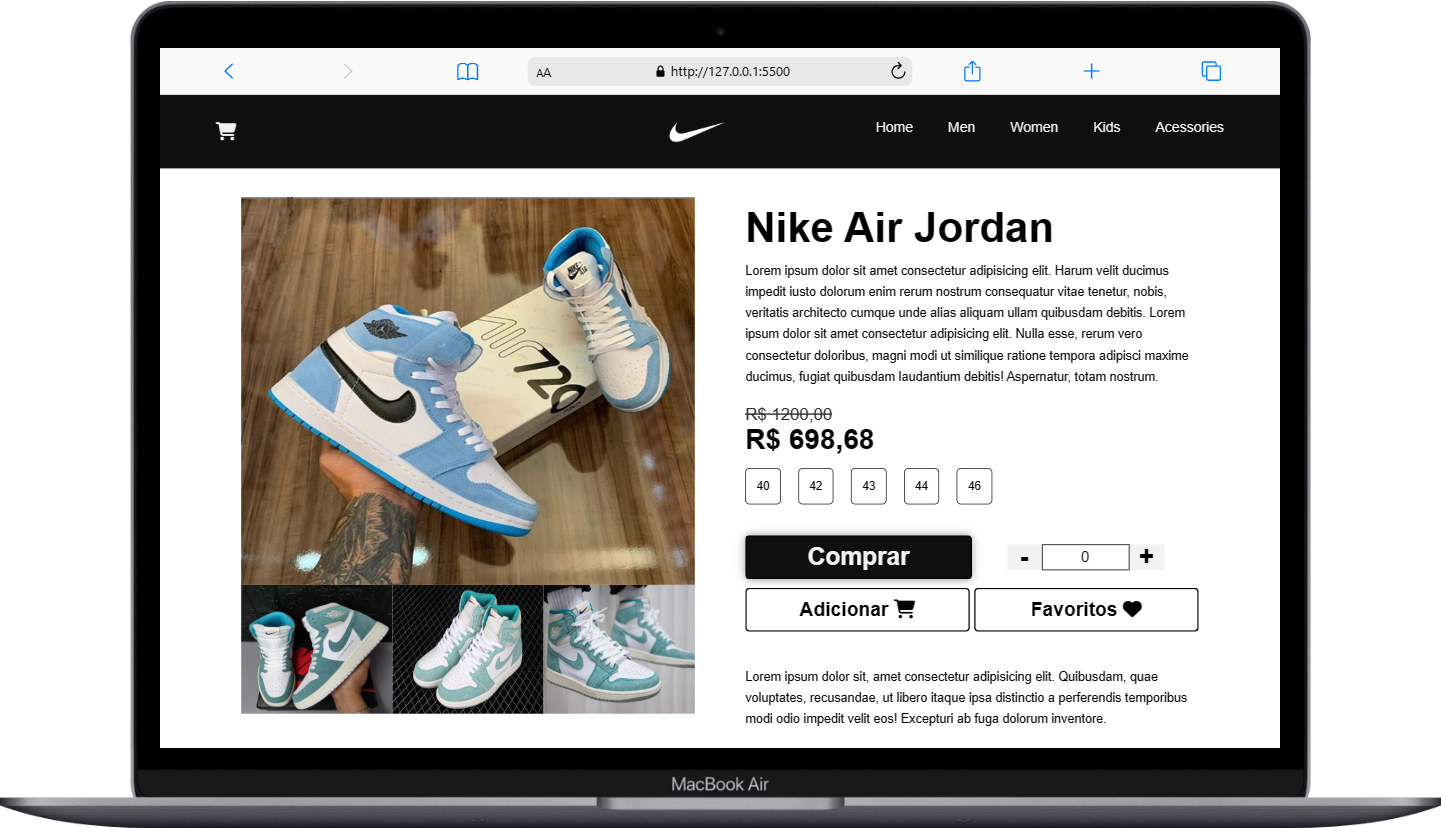 AA
http://127.0.0.1:5500
Home
Men
Women
Kids
Acessories
Nike Air Jordan
Lorem ipsum dolor sit amet consectetur adipisicing elit. Harum velit ducimus
impedit iusto dolorum enim rerum nostrum consequatur vitae tenetur, nobis,
veritatis architecto cumque unde alias aliquam ullam quibusdam debitis. Lorem
ipsum dolor sit amet consectetur adipisicing elit. Nulla esse, rerum vero
consectetur doloribus, magni modi ut similique ratione tempora adipisci maxime
ducimus, fugiat quibusdam laudantium debitis! Aspernatur, totam nostrum.
NIKE
AIR
AIR
720
R$ 1200,00
R$ 698,68
40
42
43
44
46
Comprar
-
0
+
Adicionar
Favoritos
Lorem ipsum dolor sit, amet consectetur adipisicing elit. Quibusdam, quae
voluptates, recusandae, ut libero itaque ipsa distinctio a perferendis temporibus
modi odio impedit velit eos! Excepturi ab fuga dolorum inventore.
MacBook Air